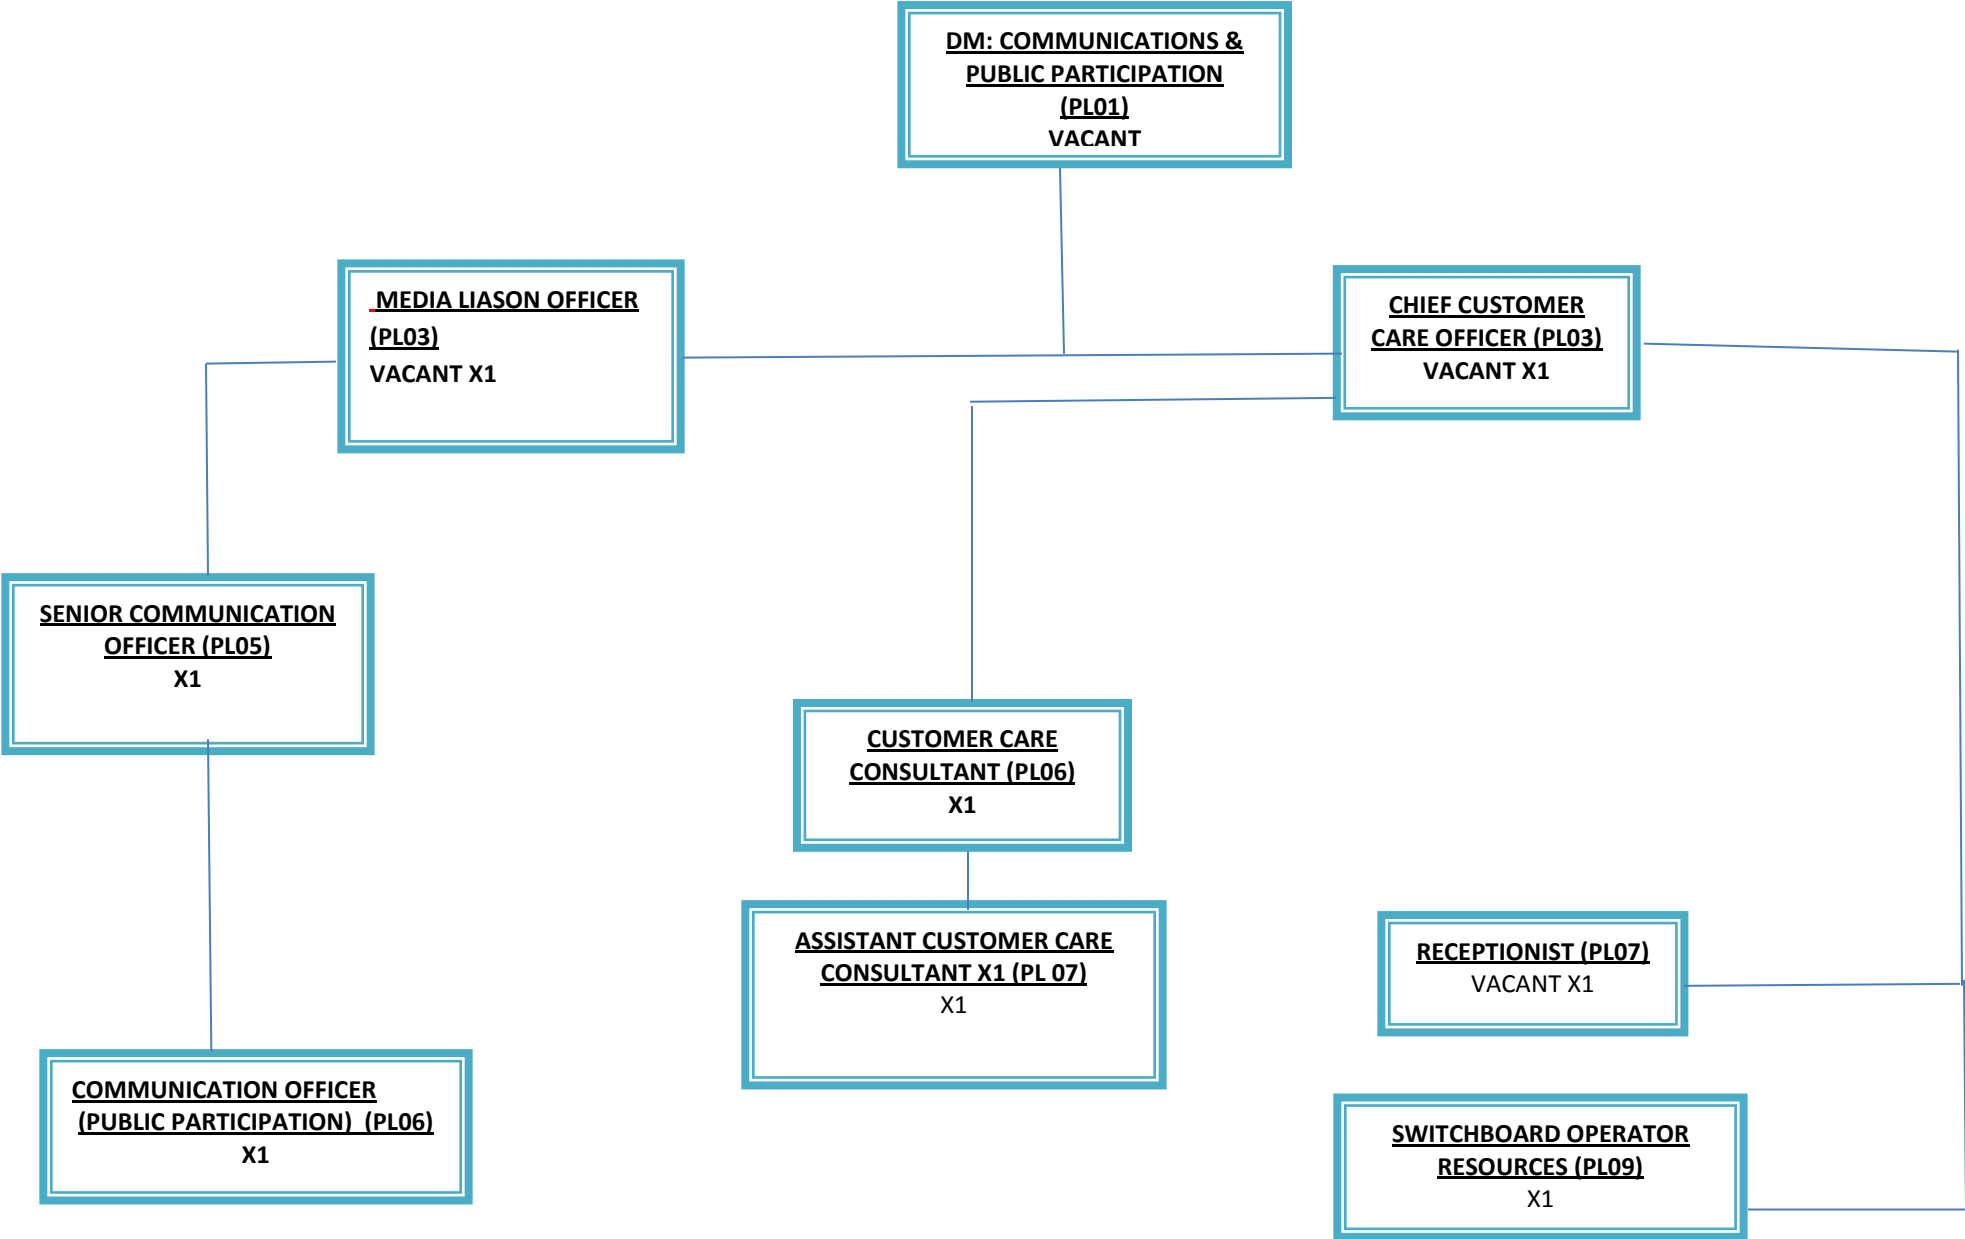 DM: COMMUNICATIONS &
PUBLIC PARTICIPATION
(PL01)
VACANT
MEDIA LIASON OFFICER
(PL03)
VACANT X1
CHIEF CUSTOMER
CARE OFFICER (PL03)
VACANT X1
SENIOR COMMUNICATION
OFFICER (PL05)
X1
CUSTOMER CARE
CONSULTANT (PL06)
X1
ASSISTANT CUSTOMER CARE
CONSULTANT X1 (PL 07)
X1
RECEPTIONIST (PL07)
VACANT X1
COMMUNICATION OFFICER
(PUBLIC PARTICIPATION)  (PL06)
X1
SWITCHBOARD OPERATOR
RESOURCES (PL09)
X1